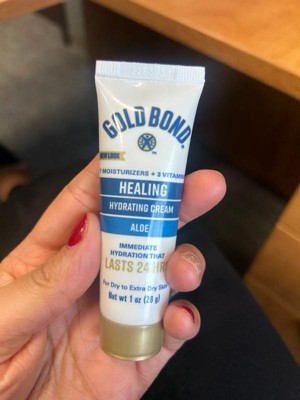 GOLD BOND
NEW LOOK
7 MOISTURIZERS + 3 VITAMINS
HEALING
HYDRATING CREAM
ALOE
IMMEDIATE
HYDRATION THAT
LASTS 24 HR
For Dry to Extra Dry Skin
Net wt 1 oz (28 g)